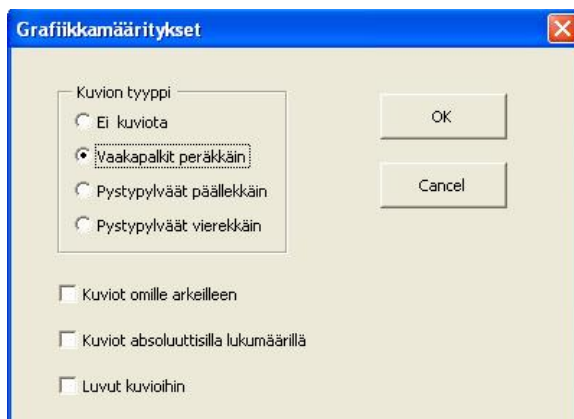 Grafiikkamääritykset
Kuvion tyyppi
Ei kuviota
Vaakapalkit peräkkäin
Pystypylväät päällekkäin
Pystypylväät vierekkäin
OK
Cancel
Kuviot omille arkeilleen
Kuviot absoluuttisilla lukumäärillä
Luvut kuvioihin